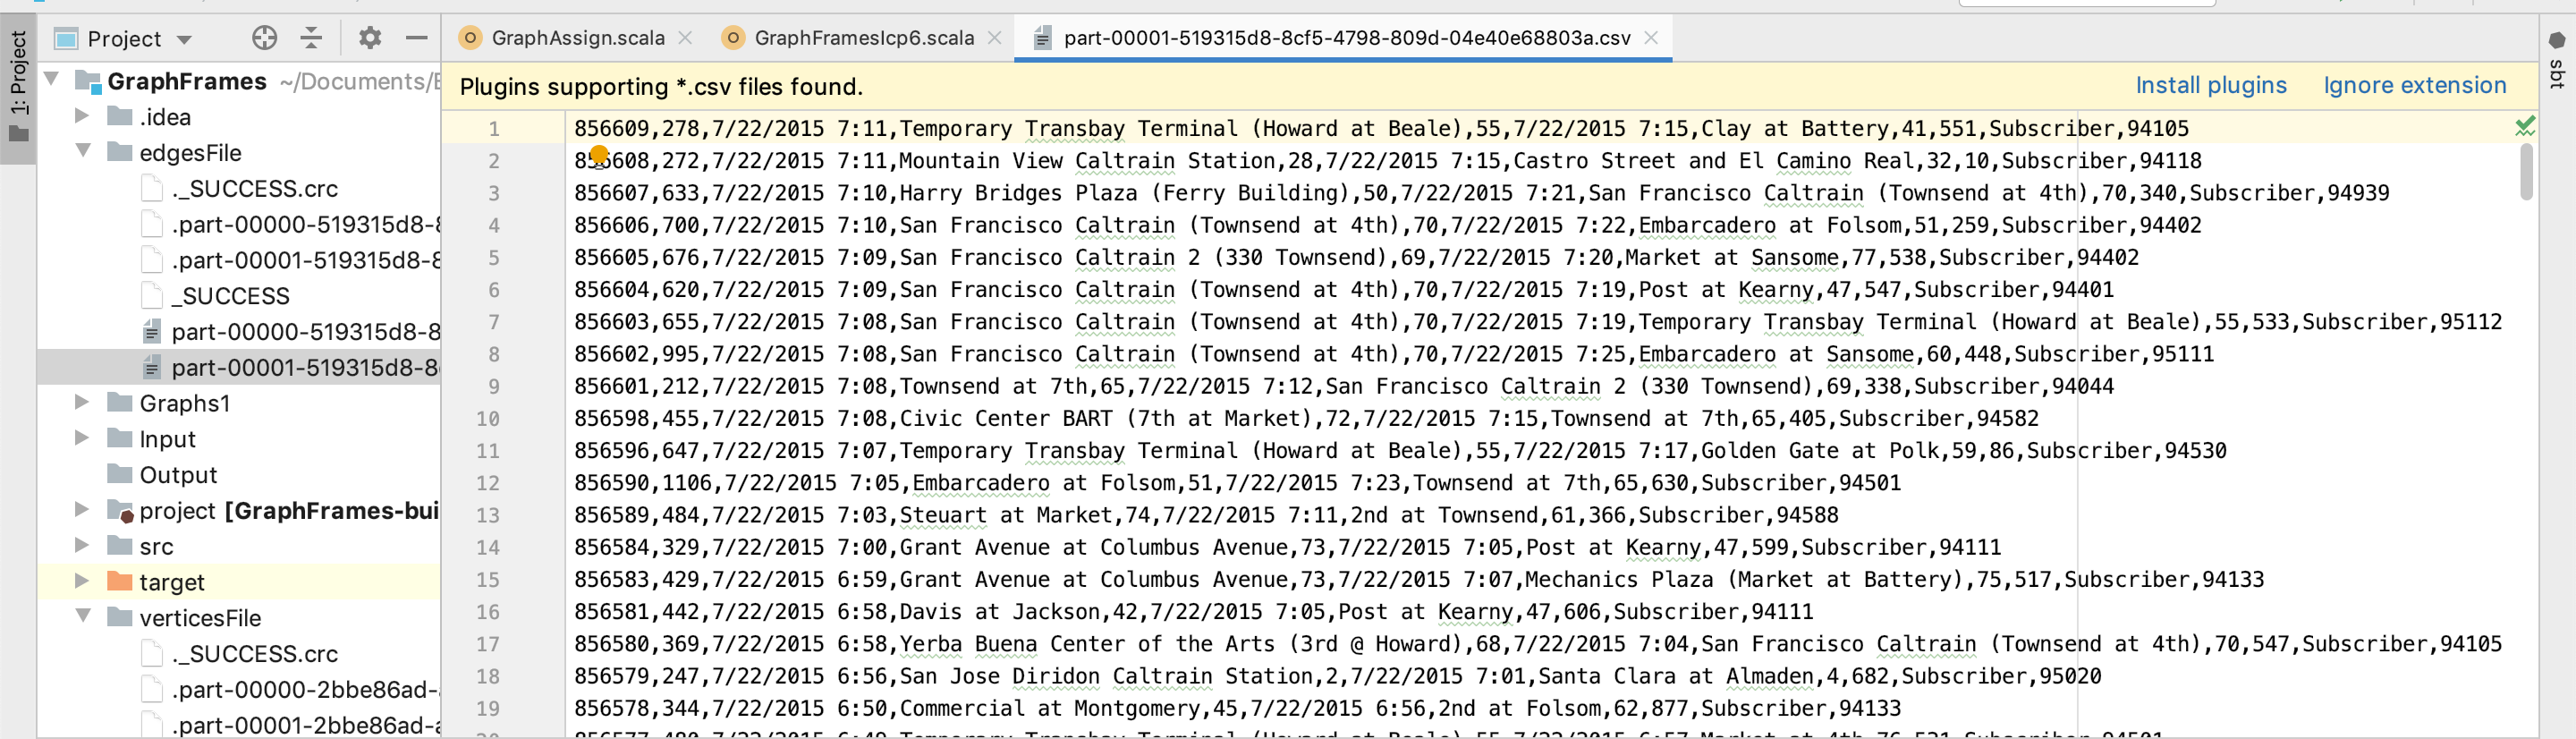 1: Project
Project
GraphAssign.scala
GraphFramesIcp6.scala
part-00001-519315d8-8cf5-4798-809d-04e40e68803a.csv
sbt
GraphFrames ~/Documents/
Plugins supporting *.csv files found.
Install plugins
Ignore extension
.idea
edgesFile
._SUCCESS.crc
.part-00000-519315d8-8
.part-00001-519315d8-8
_SUCCESS
part-00000-519315d8-8
part-00001-519315d8-8
Graphs1
Input
Output
project [GraphFrames-bui
src
target
verticesFile
._SUCCESS.crc
.part-00000-2bbe86ad-
.part-00001-2bbe86ad-
1 856609,278,7/22/2015 7:11,Temporary Transbay Terminal (Howard at Beale),55,7/22/2015 7:15,Clay at Battery,41,551,Subscriber,94105
2 856608,272,7/22/2015 7:11,Mountain View Caltrain Station,28,7/22/2015 7:15,Castro Street and El Camino Real,32,10,Subscriber,94118
3 856607,633,7/22/2015 7:10,Harry Bridges Plaza (Ferry Building),50,7/22/2015 7:21,San Francisco Caltrain (Townsend at 4th),70,340,Subscriber,94939
4 856606,700,7/22/2015 7:10,San Francisco Caltrain (Townsend at 4th),70,7/22/2015 7:22,Embarcadero at Folsom,51,259,Subscriber,94402
5 856605,676,7/22/2015 7:09,San Francisco Caltrain 2 (330 Townsend),69,7/22/2015 7:20,Market at Sansome,77,538,Subscriber,94402
6 856604,620,7/22/2015 7:09,San Francisco Caltrain (Townsend at 4th),70,7/22/2015 7:19,Post at Kearny,47,547,Subscriber,94401
7 856603,655,7/22/2015 7:08,San Francisco Caltrain (Townsend at 4th),70,7/22/2015 7:19,Temporary Transbay Terminal (Howard at Beale),55,533,Subscriber,95112
8 856602,995,7/22/2015 7:08,San Francisco Caltrain (Townsend at 4th),70,7/22/2015 7:25,Embarcadero at Sansome,60,448,Subscriber,95111
9 856601,212,7/22/2015 7:08,Townsend at 7th,65,7/22/2015 7:12,San Francisco Caltrain 2 (330 Townsend),69,338,Subscriber,94044
10 856598,455,7/22/2015 7:08,Civic Center BART (7th at Market),72,7/22/2015 7:15,Townsend at 7th,65,405,Subscriber,94582
11 856596,647,7/22/2015 7:07,Temporary Transbay Terminal (Howard at Beale),55,7/22/2015 7:17,Golden Gate at Polk,59,86,Subscriber,94530
12 856590,1106,7/22/2015 7:05,Embarcadero at Folsom,51,7/22/2015 7:23,Townsend at 7th,65,630,Subscriber,94501
13 856589,484,7/22/2015 7:03,Steuart at Market,74,7/22/2015 7:11,2nd at Townsend,61,366,Subscriber,94588
14 856584,329,7/22/2015 7:00,Grant Avenue at Columbus Avenue,73,7/22/2015 7:05,Post at Kearny,47,599,Subscriber,94111
15 856583,429,7/22/2015 6:59,Grant Avenue at Columbus Avenue,73,7/22/2015 7:07,Mechanics Plaza (Market at Battery),75,517,Subscriber,94133
16 856581,442,7/22/2015 6:58,Davis at Jackson,42,7/22/2015 7:05,Post at Kearny,47,606,Subscriber,94111
17 856580,369,7/22/2015 6:58,Yerba Buena Center of the Arts (3rd @ Howard),68,7/22/2015 7:04,San Francisco Caltrain (Townsend at 4th),70,547,Subscriber,94105
18 856579,247,7/22/2015 6:56,San Jose Diridon Caltrain Station,2,7/22/2015 7:01,Santa Clara at Almaden,4,682,Subscriber,95020
19 856578,344,7/22/2015 6:50,Commercial at Montgomery,45,7/22/2015 6:56,2nd at Folsom,62,877,Subscriber,94133